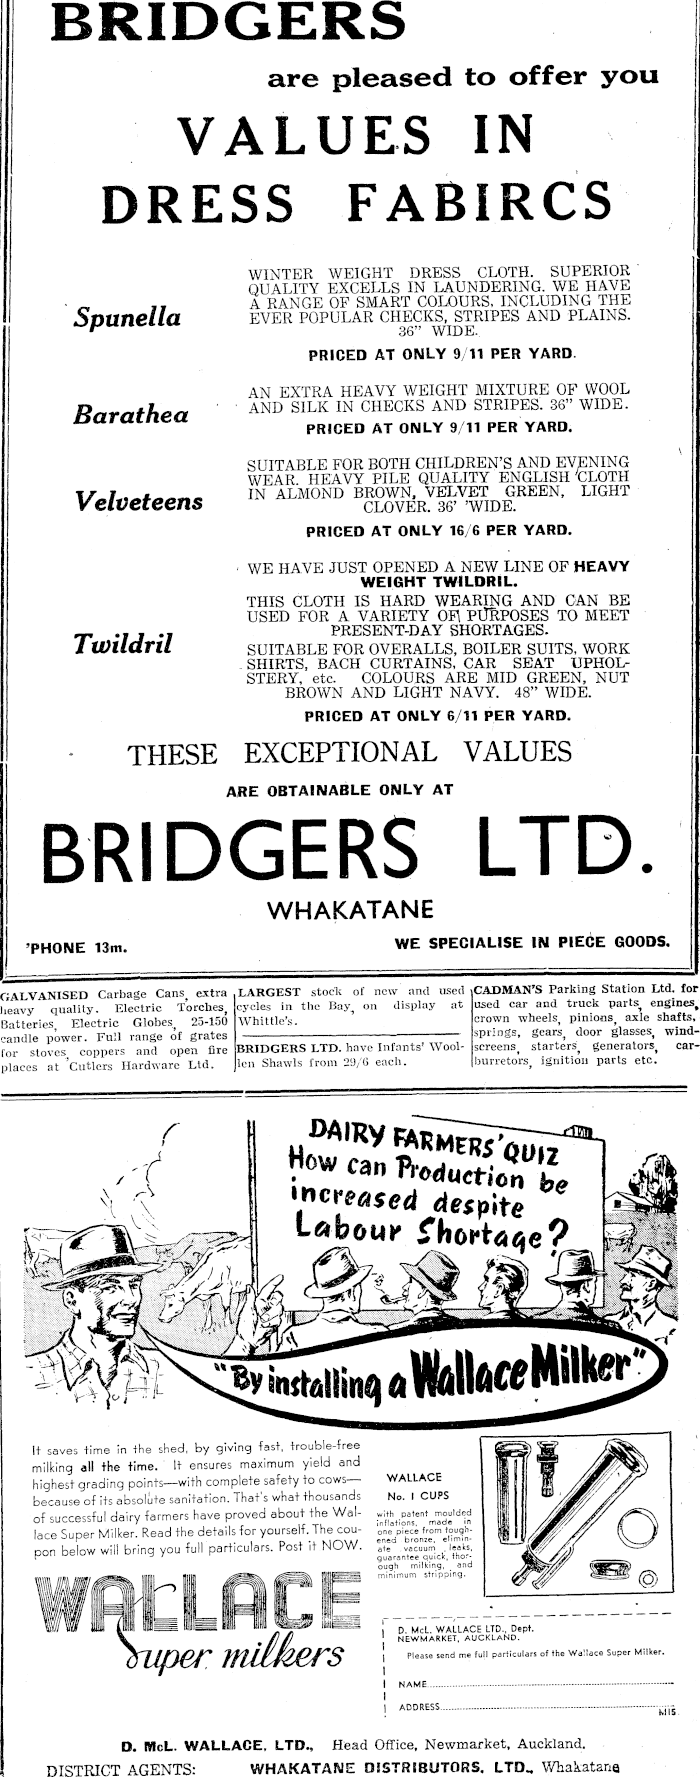 BRIDGERS
are pleased to offer you
VALUES IN
DRESS FABIRCS
Spunella
WINTER WEIGHT DRESS CLOTH. SUPERIOR
QUALITY EXCELLS IN LAUNDERING. WE HAVE
A RANGE OF SMART COLOURS, INCLUDING THE
EVER POPULAR CHECKS, STRIPES AND PLAINS.
36" WIDE.
PRICED AT ONLY 9/11 PER YARD.
Barathea
AN EXTRA HEAVY WEIGHT MIXTURE OF WOOL
AND SILK IN CHECKS AND STRIPES. 36" WIDE.
PRICED AT ONLY 9/11 PER YARD.
Velveteens
SUITABLE FOR BOTH CHILDREN'S AND EVENING
WEAR. HEAVY PILE QUALITY ENGLISH CLOTH
IN ALMOND BROWN, VELVET GREEN, LIGHT
CLOVER. 36' 'WIDE.
PRICED AT ONLY 16/6 PER YARD.
Twildril
WE HAVE JUST OPENED A NEW LINE OF HEAVY
WEIGHT TWILDRIL.
THIS CLOTH IS HARD WEARING AND CAN BE
USED FOR A VARIETY OF PURPOSES TO MEET
PRESENT-DAY SHORTAGES.
SUITABLE FOR OVERALLS, BOILER SUITS, WORK
SHIRTS, BACH CURTAINS, CAR SEAT UPHOL-
STERY, etc. COLOURS ARE MID GREEN, NUT
BROWN AND LIGHT NAVY. 48" WIDE.
PRICED AT ONLY 6/11 PER YARD.
THESE EXCEPTIONAL VALUES
ARE OBTAINABLE ONLY AT
BRIDGERS LTD.
WHAKATANE
'PHONE 13m.
WE SPECIALISE IN PIECE GOODS.
GALVANISED Carbage Cans, extra
heavy quality. Electric Torches,
Batteries, Electric Globes, 25-150
candle power. Full range of grates
for stoves, coppers and open fire
places at Cutlers Hardware Ltd.
LARGEST stock of new and used
cycles in the Bay, on display at
Whittle's.
BRIDGERS LTD. have Infants' Wool-
len Shawls from 29/6 each.
CADMAN'S Parking Station Ltd. for
used car and truck parts, engines,
crown wheels, pinions, axle shafts,
springs, gears, door glasses, wind-
screens, starters, generators, car-
burretors, ignition parts etc.
DAIRY FARMERS' QUIZ
How can Production be
increased despite
Labour Shortage?
"By installing a Wallace Milker"
It saves time in the shed, by giving fast, trouble-free
milking all the time. It ensures maximum yield and
highest grading points—with complete safety to cows—
because of its absolute sanitation. That's what thousands
of successful dairy farmers have proved about the Wal-
lace Super Milker. Read the details for yourself. The cou-
pon below will bring you full particulars. Post it NOW.
WALLACE
Super milkers
WALLACE
No. 1 CUPS
with patent moulded
inflations, made in
one piece from tough-
ened bronze, elimin-
ate vacuum leaks,
guarantee quick, thor-
ough milking, and
minimum stripping.
D. McL. WALLACE LTD., Dept.
NEWMARKET, AUCKLAND.
Please send me full particulars of the Wallace Super Milker.
NAME
ADDRESS
M15
D. McL. WALLACE, LTD., Head Office, Newmarket, Auckland.
DISTRICT AGENTS: WHAKATANE DISTRIBUTORS, LTD., Whakatane